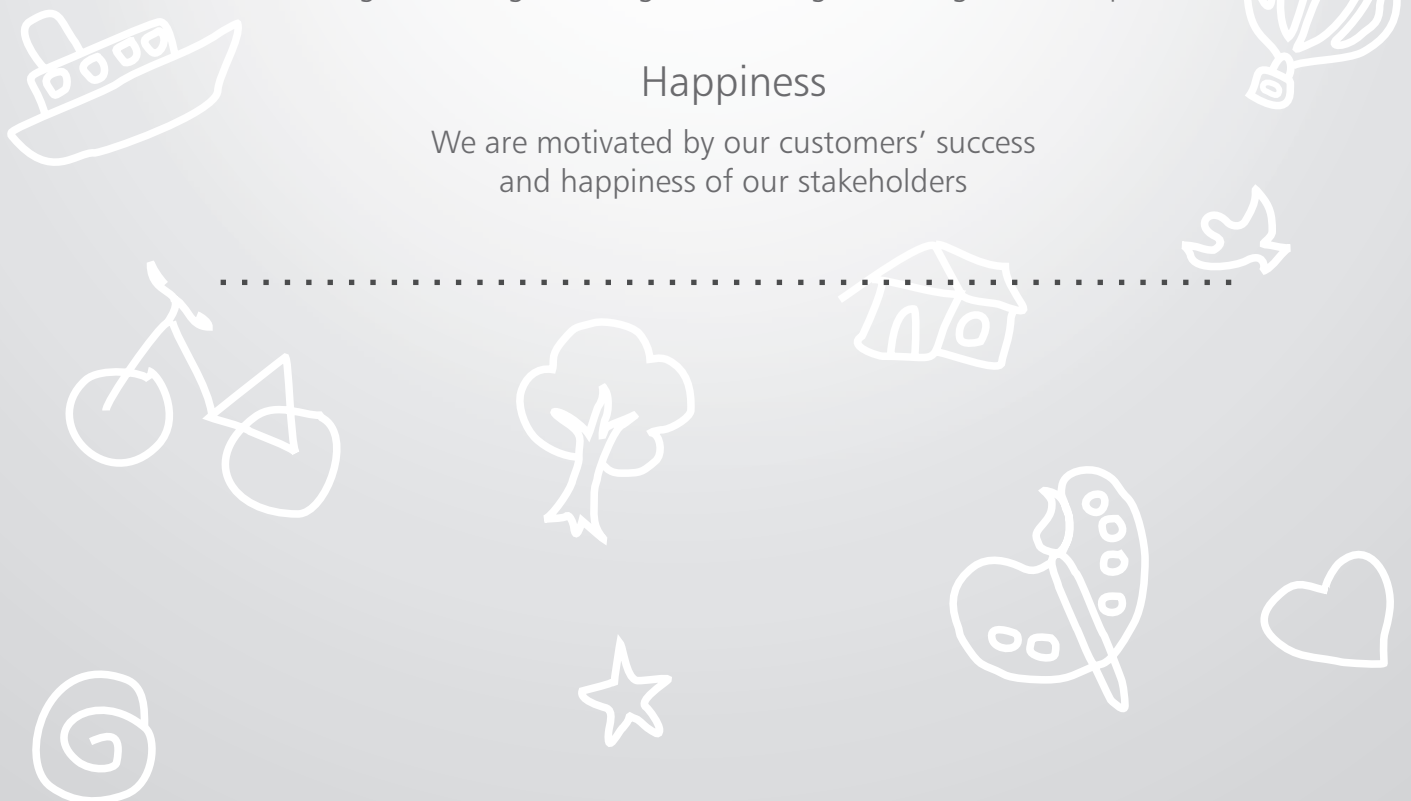 Happiness
We are motivated by our customers’ success
and happiness of our stakeholders